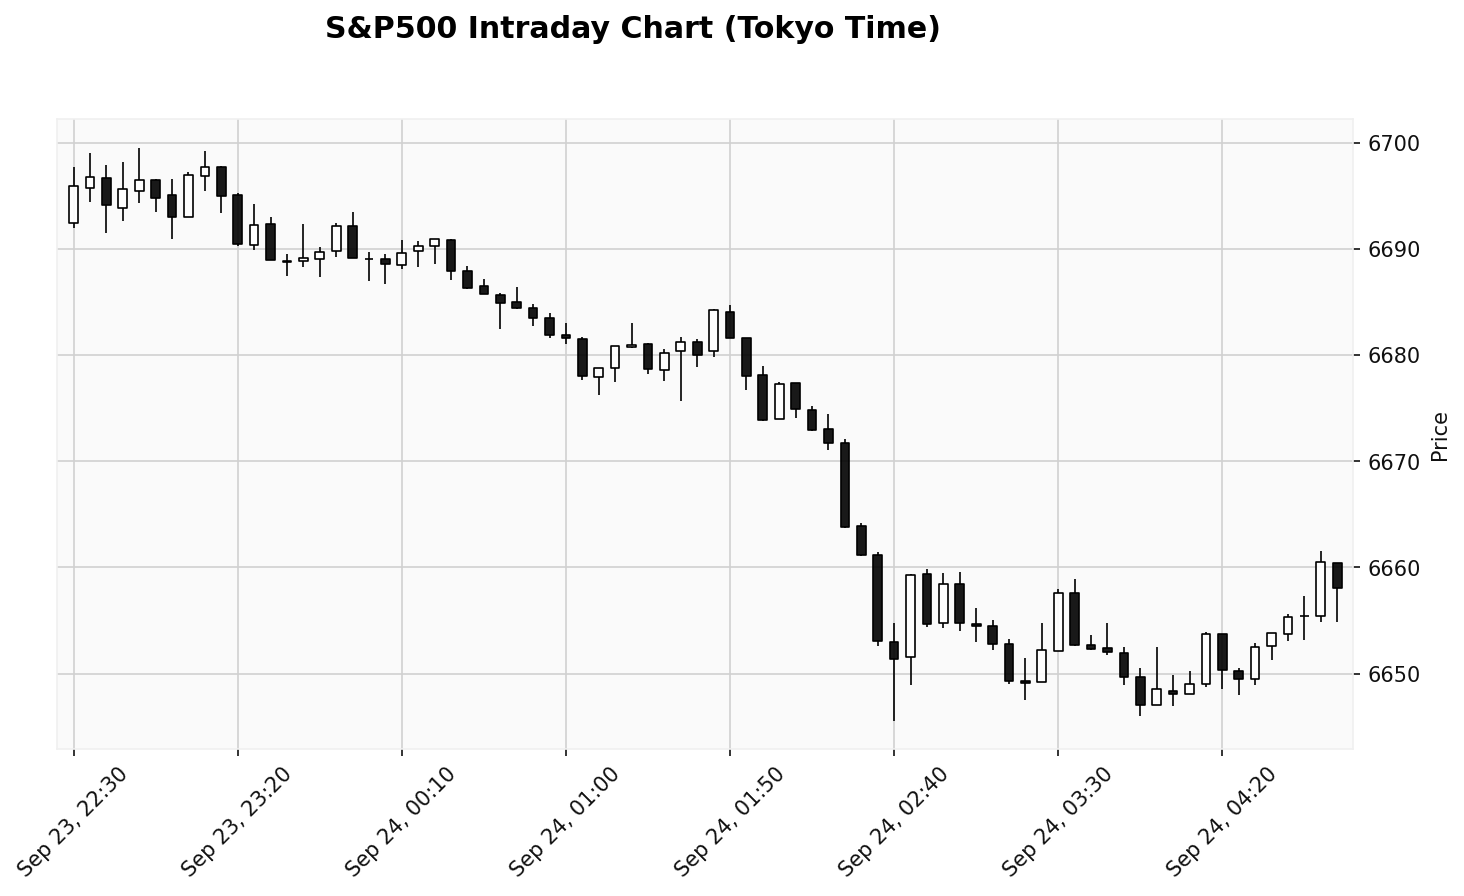 S&P500 Intraday Chart (Tokyo Time)
6700
6690
6680
6670
6660
6650
Price
Sep 23, 22:30
Sep 23, 23:20
Sep 24, 00:10
Sep 24, 01:00
Sep 24, 01:50
Sep 24, 02:40
Sep 24, 03:30
Sep 24, 04:20